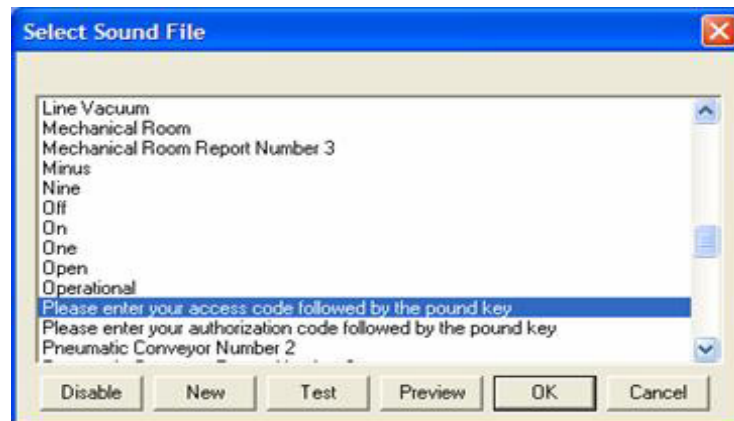 Select Sound File
Line Vacuum
Mechanical Room
Mechanical Room Report Number 3
Minus
Nine
Off
On
One
Open
Operational
Please enter your access code followed by the pound key
Please enter your authorization code followed by the pound key
Pneumatic Conveyor Number 2
Disable New Test Preview OK Cancel